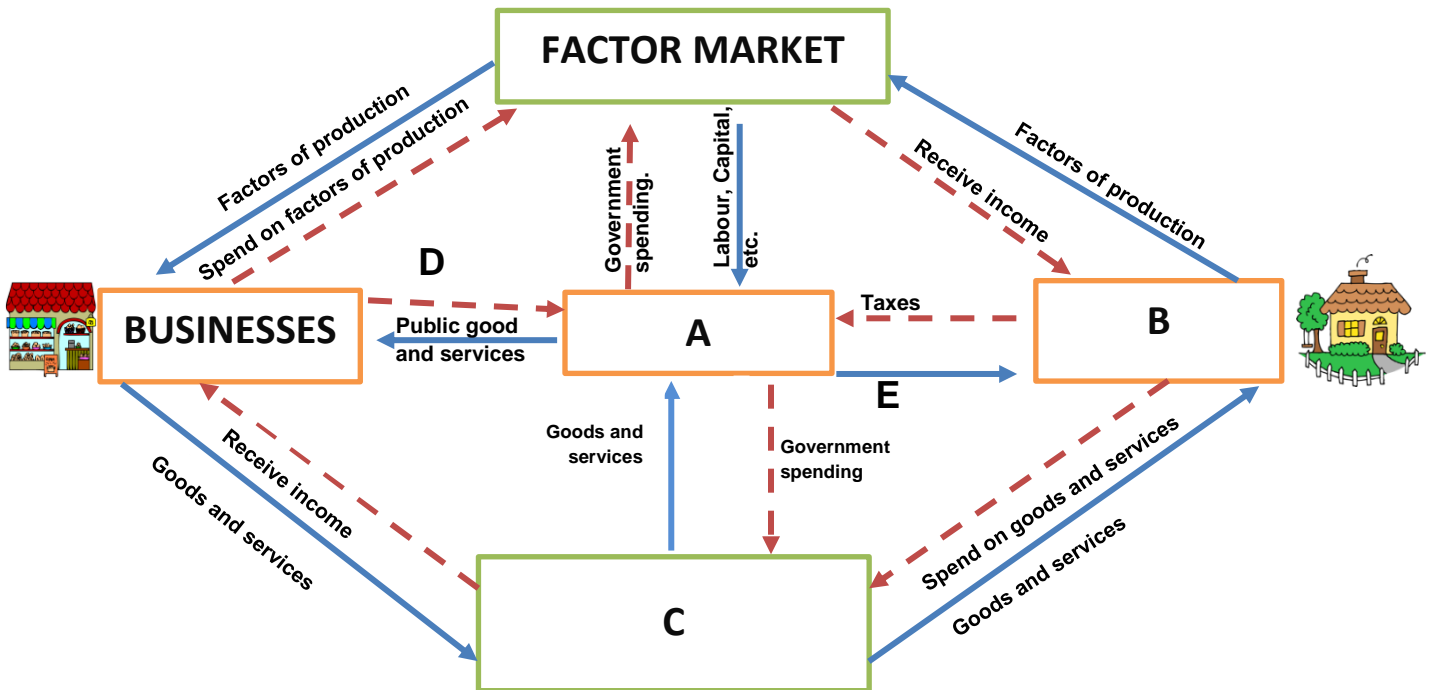 FACTOR MARKET
Factors of production
Spend on factors of production
Government
spending.
Labour, Capital,
etc.
Receive income
Factors of production
D
BUSINESSES
Public good
and services
A
Taxes
B
E
Goods and
services
Government
spending
Receive income
Goods and services
Spend on goods and services
Goods and services
C